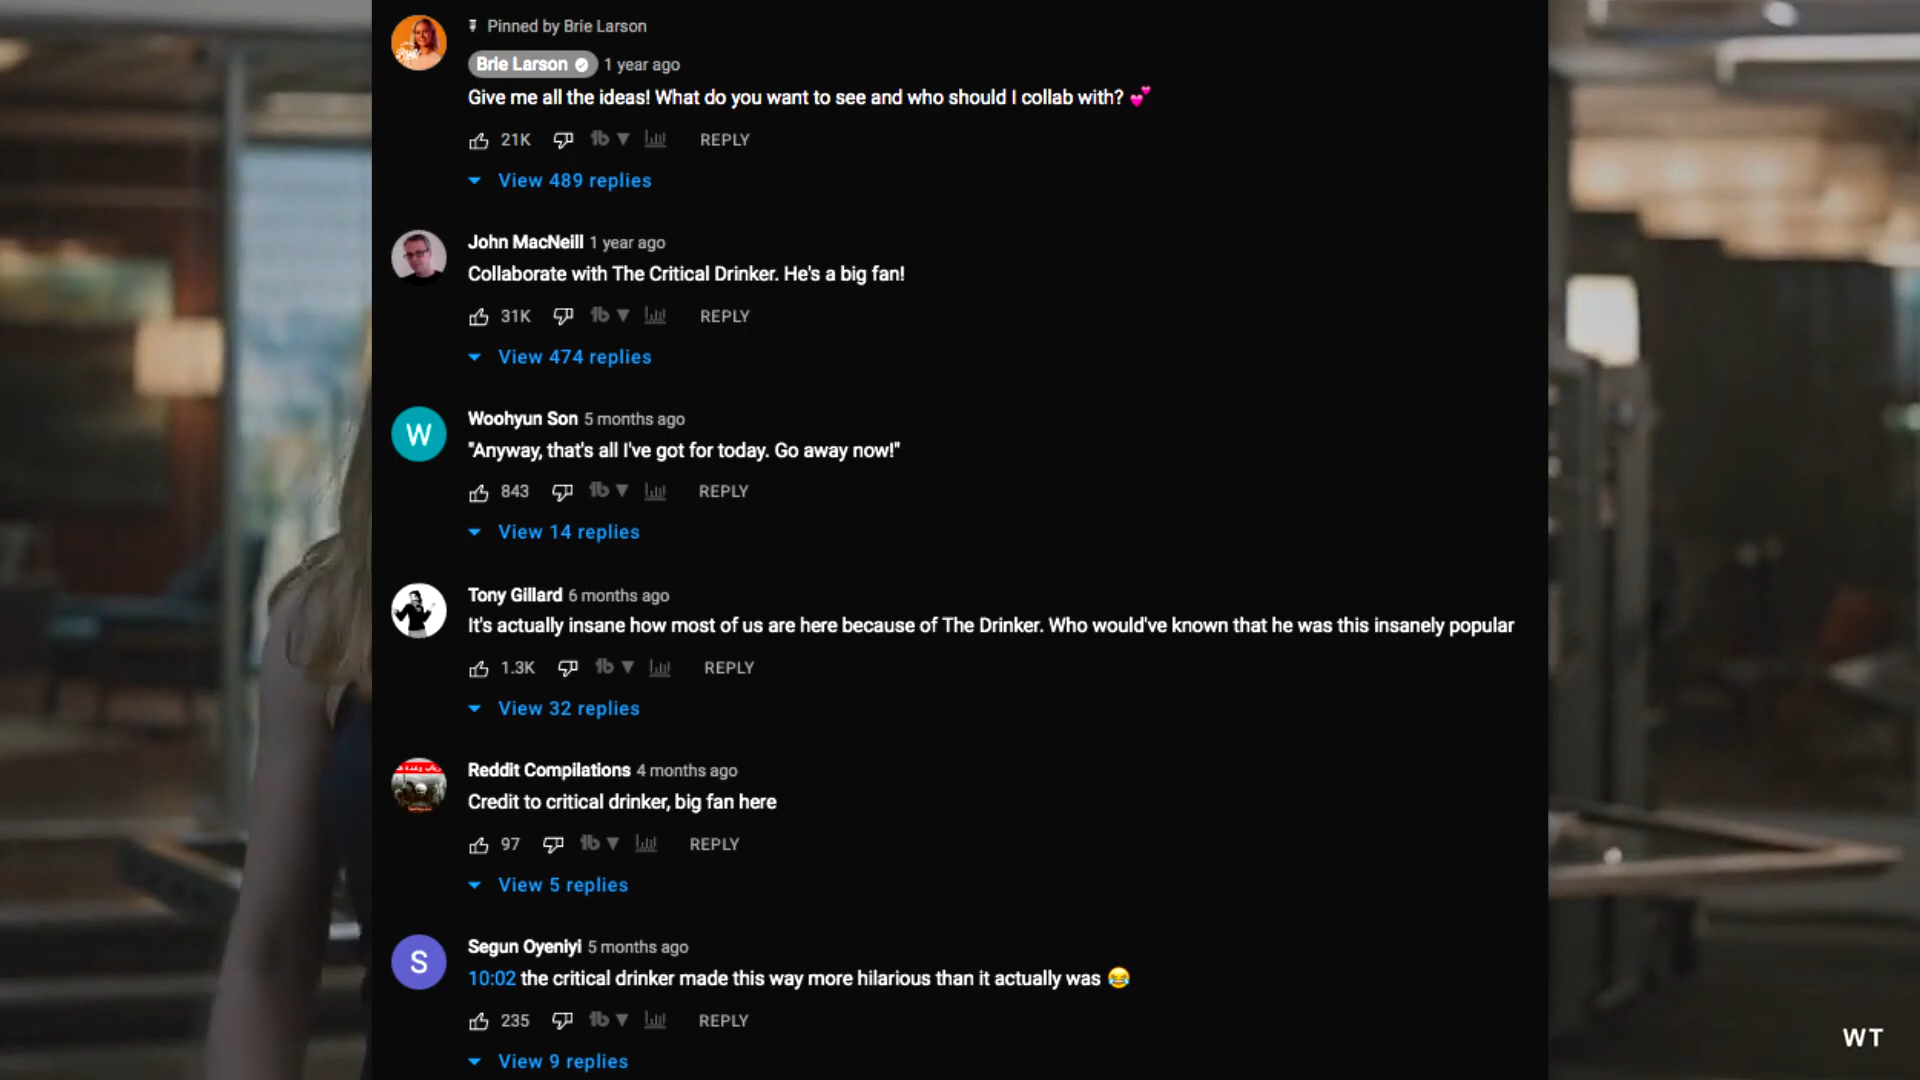 Pinned by Brie Larson
Brie Larson 1 year ago
Give me all the ideas! What do you want to see and who should I collab with? 💕
21K REPLY
View 489 replies
John MacNeill 1 year ago
Collaborate with The Critical Drinker. He's a big fan!
31K REPLY
View 474 replies
W
Woohyun Son 5 months ago
"Anyway, that's all I've got for today. Go away now!"
843 REPLY
View 14 replies
Tony Gillard 6 months ago
It's actually insane how most of us are here because of The Drinker. Who would've known that he was this insanely popular
1.3K REPLY
View 32 replies
Reddit Compilations 4 months ago
Credit to critical drinker, big fan here
97 REPLY
View 5 replies
S
Segun Oyeniyi 5 months ago
10:02 the critical drinker made this way more hilarious than it actually was 😂
235 REPLY
View 9 replies
WT